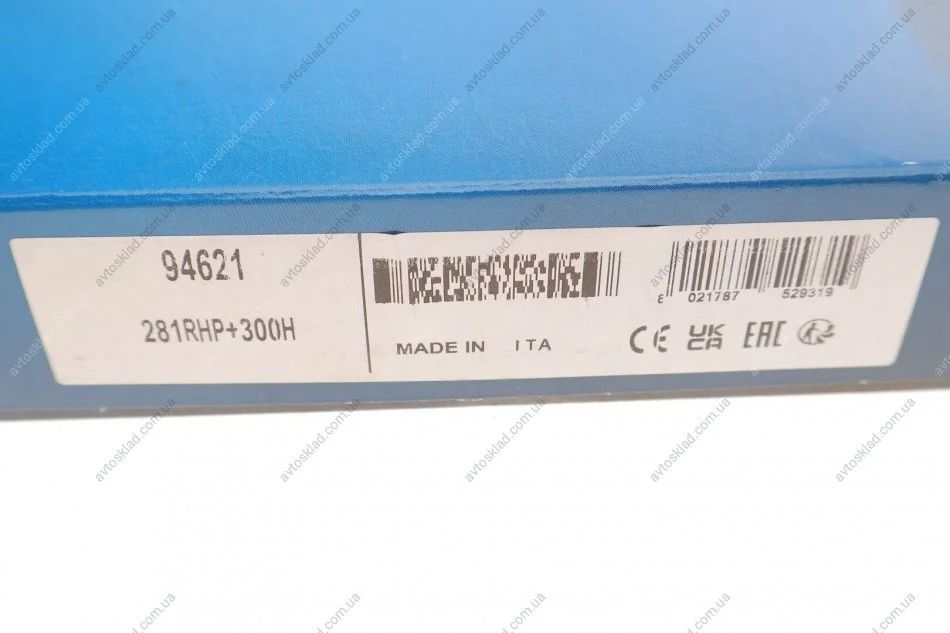 94621
281RHP+300H
MADE IN ITA
8 021787 529319
CE UK CA EAC
avtosklad.com.ua